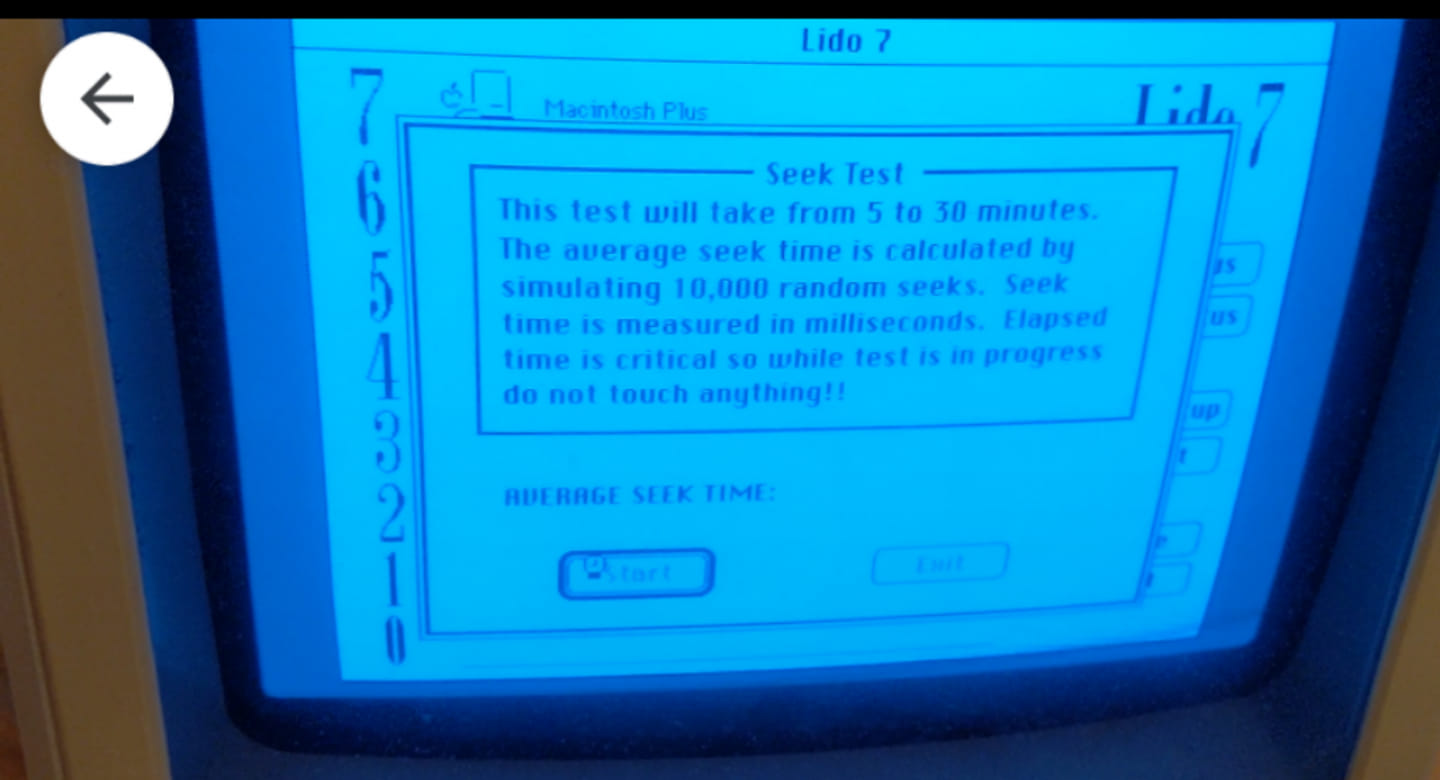 Lido 7
7
Macintosh Plus
Lido 7
Seek Test
This test will take from 5 to 30 minutes.
The average seek time is calculated by
simulating 10,000 random seeks. Seek
time is measured in milliseconds. Elapsed
time is critical so while test is in progress
do not touch anything!!
6
5
4
3
2
1
0
us
up
t
t
AVERAGE SEEK TIME:
Start
Exit